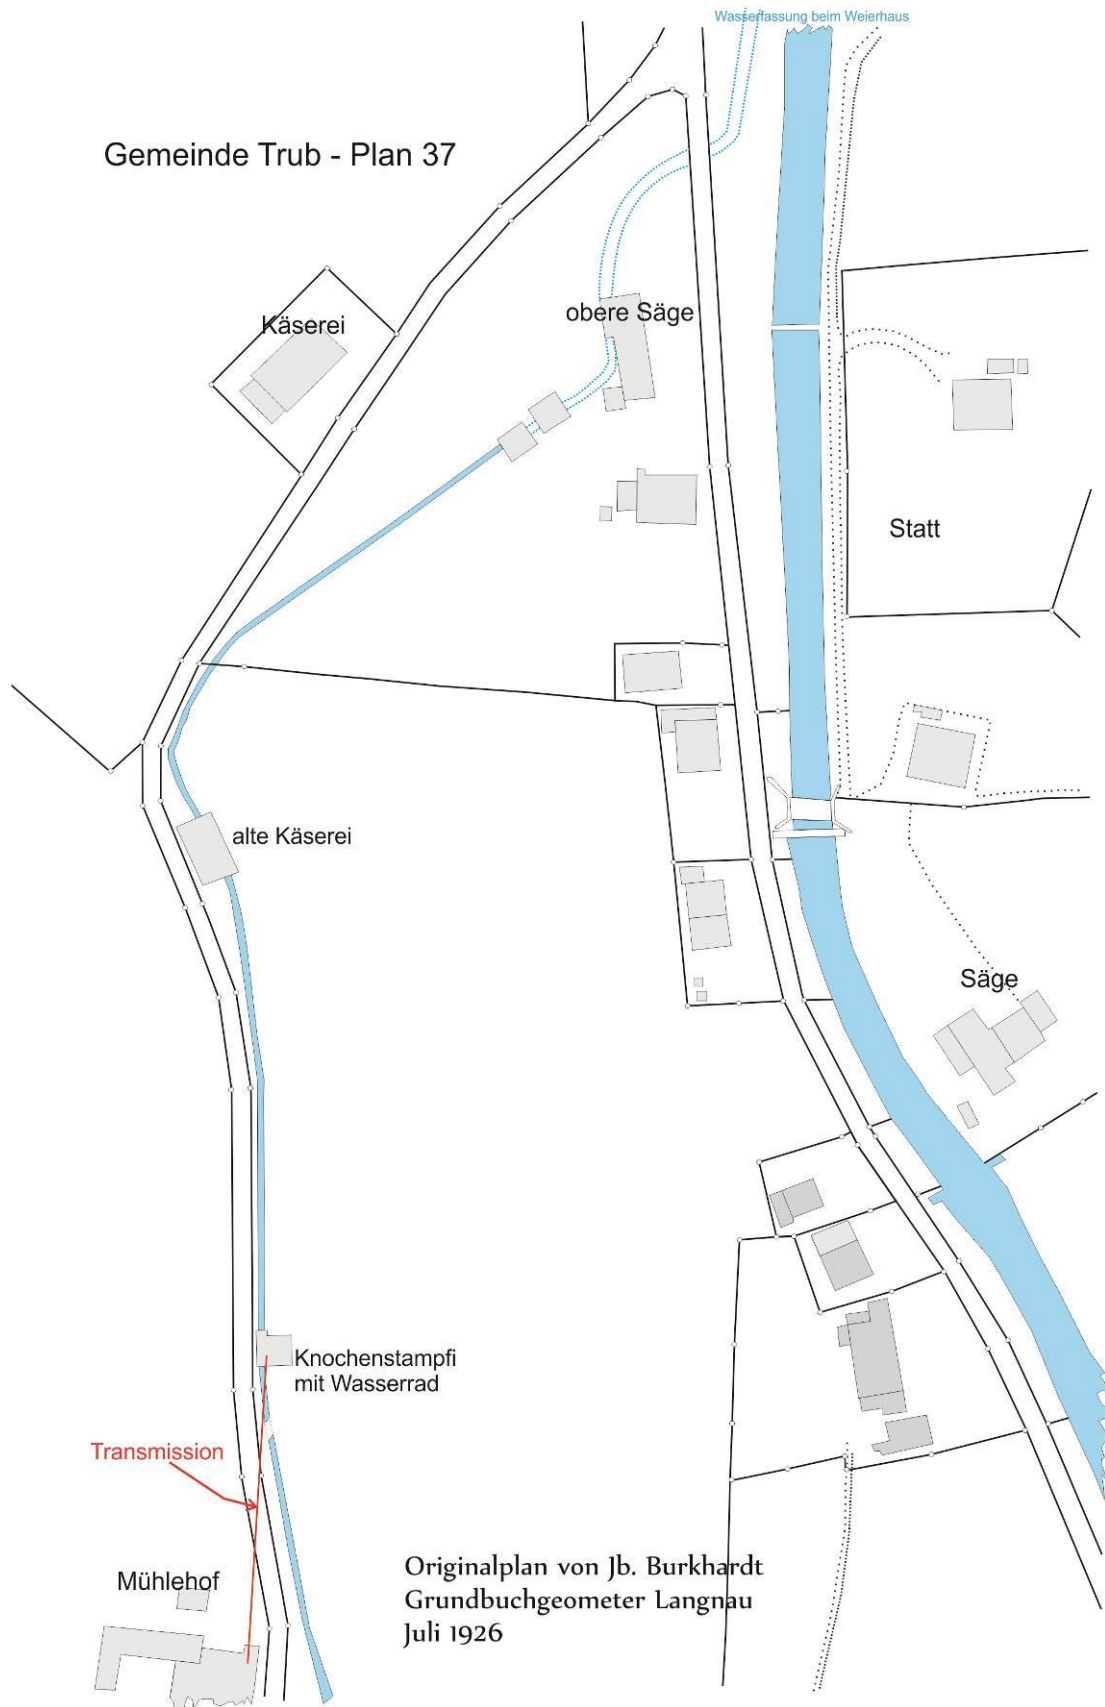 Wasserfassung beim Weierhaus
Gemeinde Trub - Plan 37
Käserei
obere Säge
Statt
alte Käserei
Säge
Knochenstampfi
mit Wasserrad
Transmission
Mühlehof
Originalplan von Jb. Burkhardt
Grundbuchgeometer Langnau
Juli 1926